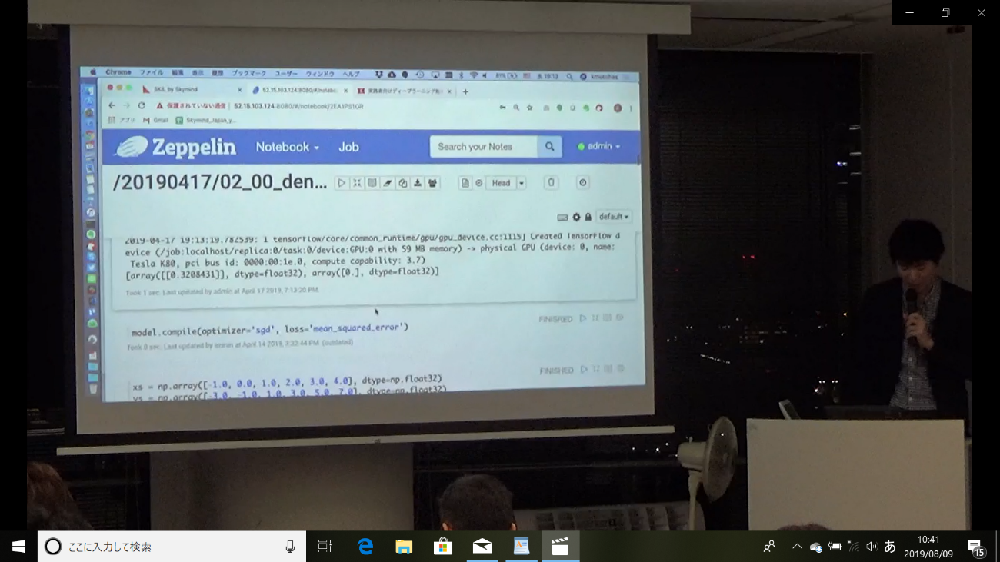 Chrome ファイル 編集 表示 履歴 ブックマーク ユーザー ウィンドウ ヘルプ
SKIL by Skymind
52.15.103.124:8080/#/notebo
保護されていない通信 | 52.15.103.124:8080/#/notebook/2EA1PS1GR
アプリ Gmail Skymind_Japan_y...
Zeppelin Notebook Job Search your Notes admin
/20190417/02_00_den... Head
default
2019-04-17 19:13:19.782539: I tensorflow/core/common_runtime/gpu/gpu_device.cc:1115] Created TensorFlow d
evice (/job:localhost/replica:0/task:0/device:GPU:0 with 59 MB memory) -> physical GPU (device: 0, name:
Tesla K80, pci bus id: 0000:00:1e.0, compute capability: 3.7)
[array([[0.3208431]], dtype=float32), array([0.], dtype=float32)]
Took 1 sec. Last updated by admin at April 17 2019, 7:13:20 PM.
FINISHED
model.compile(optimizer='sgd', loss='mean_squared_error')
Took 0 sec. Last updated by imran at April 14 2019, 3:32:44 PM. (outdated)
FINISHED
xs = np.array([-1.0, 0.0, 1.0, 2.0, 3.0, 4.0], dtype=np.float32)
ys = np.array([-3.0, -1.0, 1.0, 3.0, 5.0, 7.0], dtype=np.float32)
ここに入力して検索
あ
10:41
2019/08/09
15